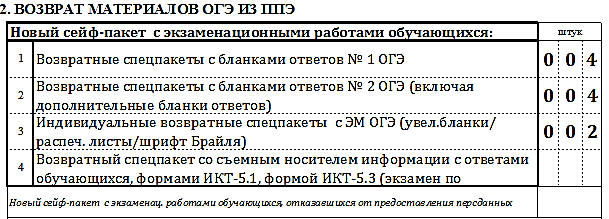 2. ВОЗВРАТ МАТЕРИАЛОВ ОГЭ ИЗ ППЭ
Новый сейф-пакет с экзаменационными работами обучающихся: штук
1 Возвратные спецпакеты с бланками ответов № 1 ОГЭ 0 0 4
2 Возвратные спецпакеты с бланками ответов № 2 ОГЭ (включая
дополнительные бланки ответов) 0 0 4
3 Индивидуальные возвратные спецпакеты с ЭМ ОГЭ (увел.бланки/
распеч. листы/шрифт Брайля) 0 0 2
4 Возвратный спецпакет со съемным носителем информации с ответами
обучающихся, формами ИКТ-5.1, формой ИКТ-5.3 (экзамен по
Новый сейф-пакет с экзаменац. работами обучающихся, отказавшихся от предоставления персданных